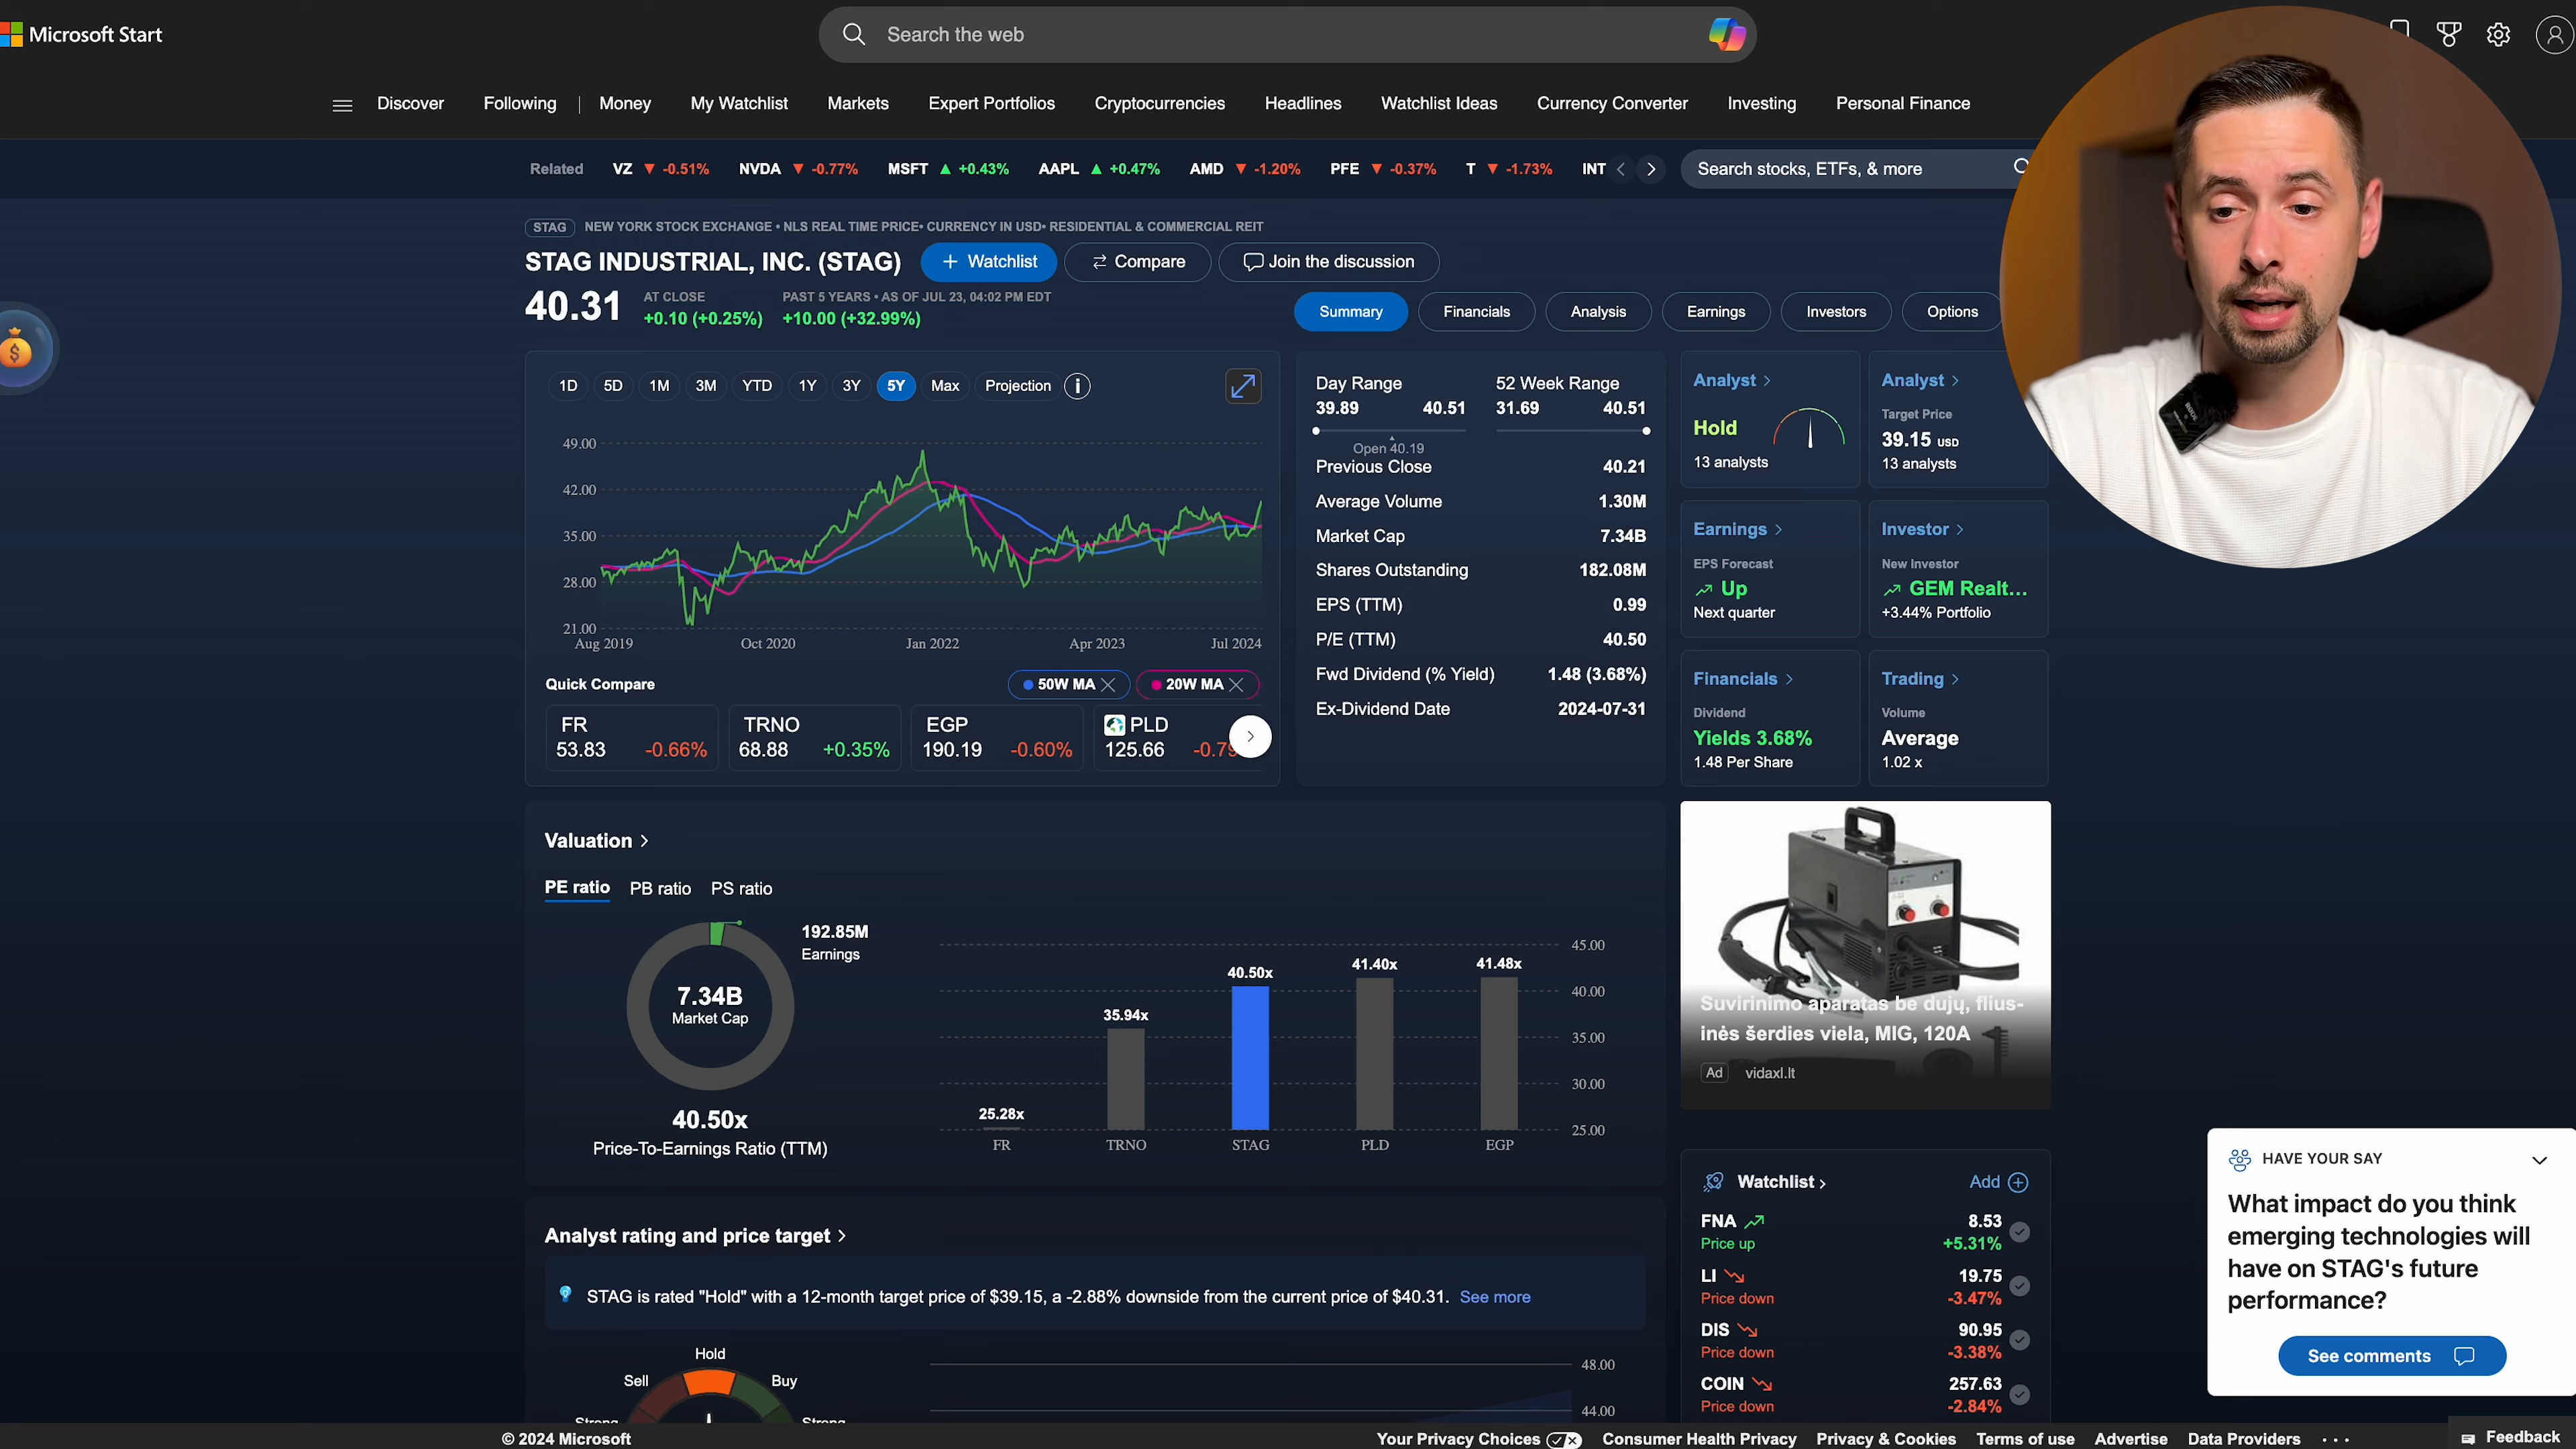 Microsoft Start
Search the web
Discover Following Money My Watchlist Markets Expert Portfolios Cryptocurrencies Headlines Watchlist Ideas Currency Converter Investing Personal Finance
Related VZ ▼ -0.51% NVDA ▼ -0.77% MSFT ▲ +0.43% AAPL ▲ +0.47% AMD ▼ -1.20% PFE ▼ -0.37% T ▼ -1.73% INT
Search stocks, ETFs, & more
STAG NEW YORK STOCK EXCHANGE • NLS REAL TIME PRICE• CURRENCY IN USD• RESIDENTIAL & COMMERCIAL REIT
STAG INDUSTRIAL, INC. (STAG) + Watchlist Compare Join the discussion
40.31 AT CLOSE PAST 5 YEARS • AS OF JUL 23, 04:02 PM EDT
+0.10 (+0.25%) +10.00 (+32.99%)
Summary Financials Analysis Earnings Investors Options
1D 5D 1M 3M YTD 1Y 3Y 5Y Max Projection i
49.00
42.00
35.00
28.00
21.00
Aug 2019 Oct 2020 Jan 2022 Apr 2023 Jul 2024
Quick Compare 50W MA 20W MA
FR TRNO EGP PLD
53.83 -0.66% 68.88 +0.35% 190.19 -0.60% 125.66
Day Range 52 Week Range
39.89 40.51 31.69 40.51
Open 40.19
Previous Close 40.21
Average Volume 1.30M
Market Cap 7.34B
Shares Outstanding 182.08M
EPS (TTM) 0.99
P/E (TTM) 40.50
Fwd Dividend (% Yield) 1.48 (3.68%)
Ex-Dividend Date 2024-07-31
Analyst
Hold
13 analysts
Analyst
Target Price
39.15 USD
13 analysts
Earnings
EPS Forecast
Up
Next quarter
Investor
New Investor
GEM Realt...
+3.44% Portfolio
Financials
Dividend
Yields 3.68%
1.48 Per Share
Trading
Volume
Average
1.02 x
Valuation
PE ratio PB ratio PS ratio
192.85M
Earnings
7.34B
Market Cap
40.50x
Price-To-Earnings Ratio (TTM)
45.00
40.00
35.00
30.00
25.00
25.28x 35.94x 40.50x 41.40x 41.48x
FR TRNO STAG PLD EGP
Suvirinimo aparatas be dujų, flius-
inės šerdies viela, MIG, 120A
Ad vidaxl.lt
Analyst rating and price target
STAG is rated "Hold" with a 12-month target price of $39.15, a -2.88% downside from the current price of $40.31. See more
Hold
Sell Buy
Strong Strong
48.00
44.00
Watchlist Add
FNA 8.53
Price up +5.31%
LI 19.75
Price down -3.47%
DIS 90.95
Price down -3.38%
COIN 257.63
Price down -2.84%
HAVE YOUR SAY
What impact do you think
emerging technologies will
have on STAG's future
performance?
See comments
© 2024 Microsoft Your Privacy Choices Consumer Health Privacy Privacy & Cookies Terms of use Advertise Data Providers ... Feedback